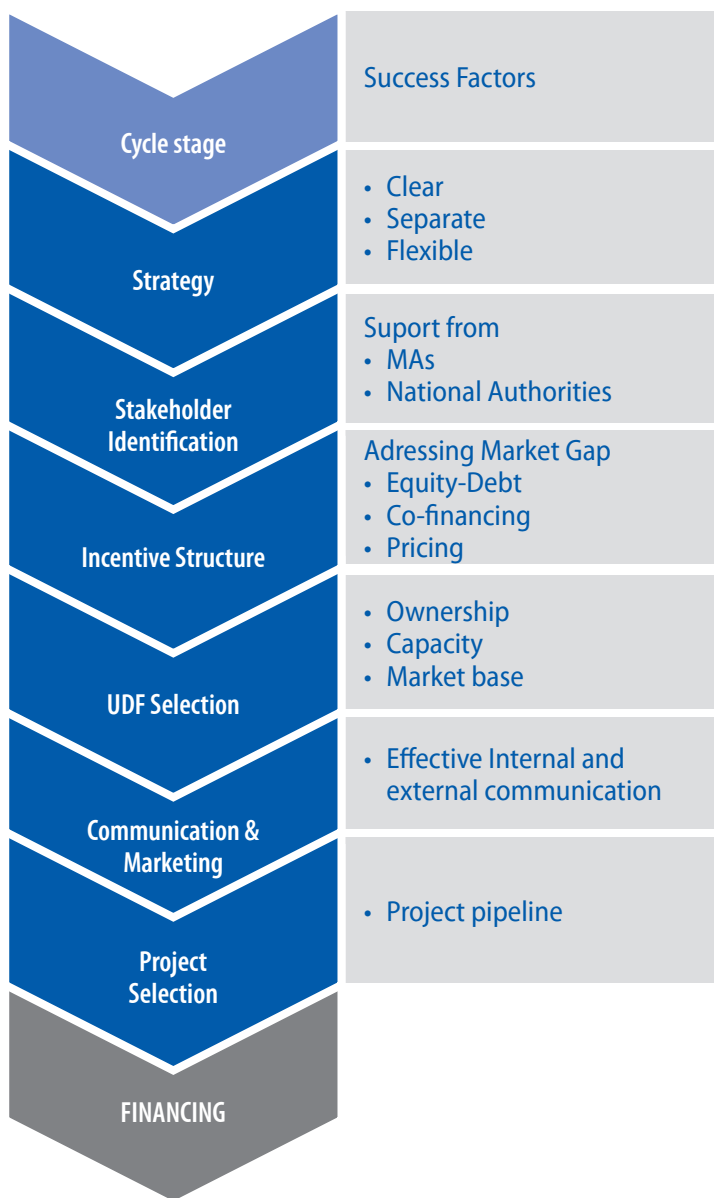 Cycle stage
Success Factors
Strategy
• Clear
• Separate
• Flexible
Stakeholder
Identification
Suport from
• MAs
• National Authorities
Incentive Structure
Adressing Market Gap
• Equity-Debt
• Co-financing
• Pricing
UDF Selection
• Ownership
• Capacity
• Market base
Communication &
Marketing
• Effective Internal and
external communication
Project
Selection
• Project pipeline
FINANCING